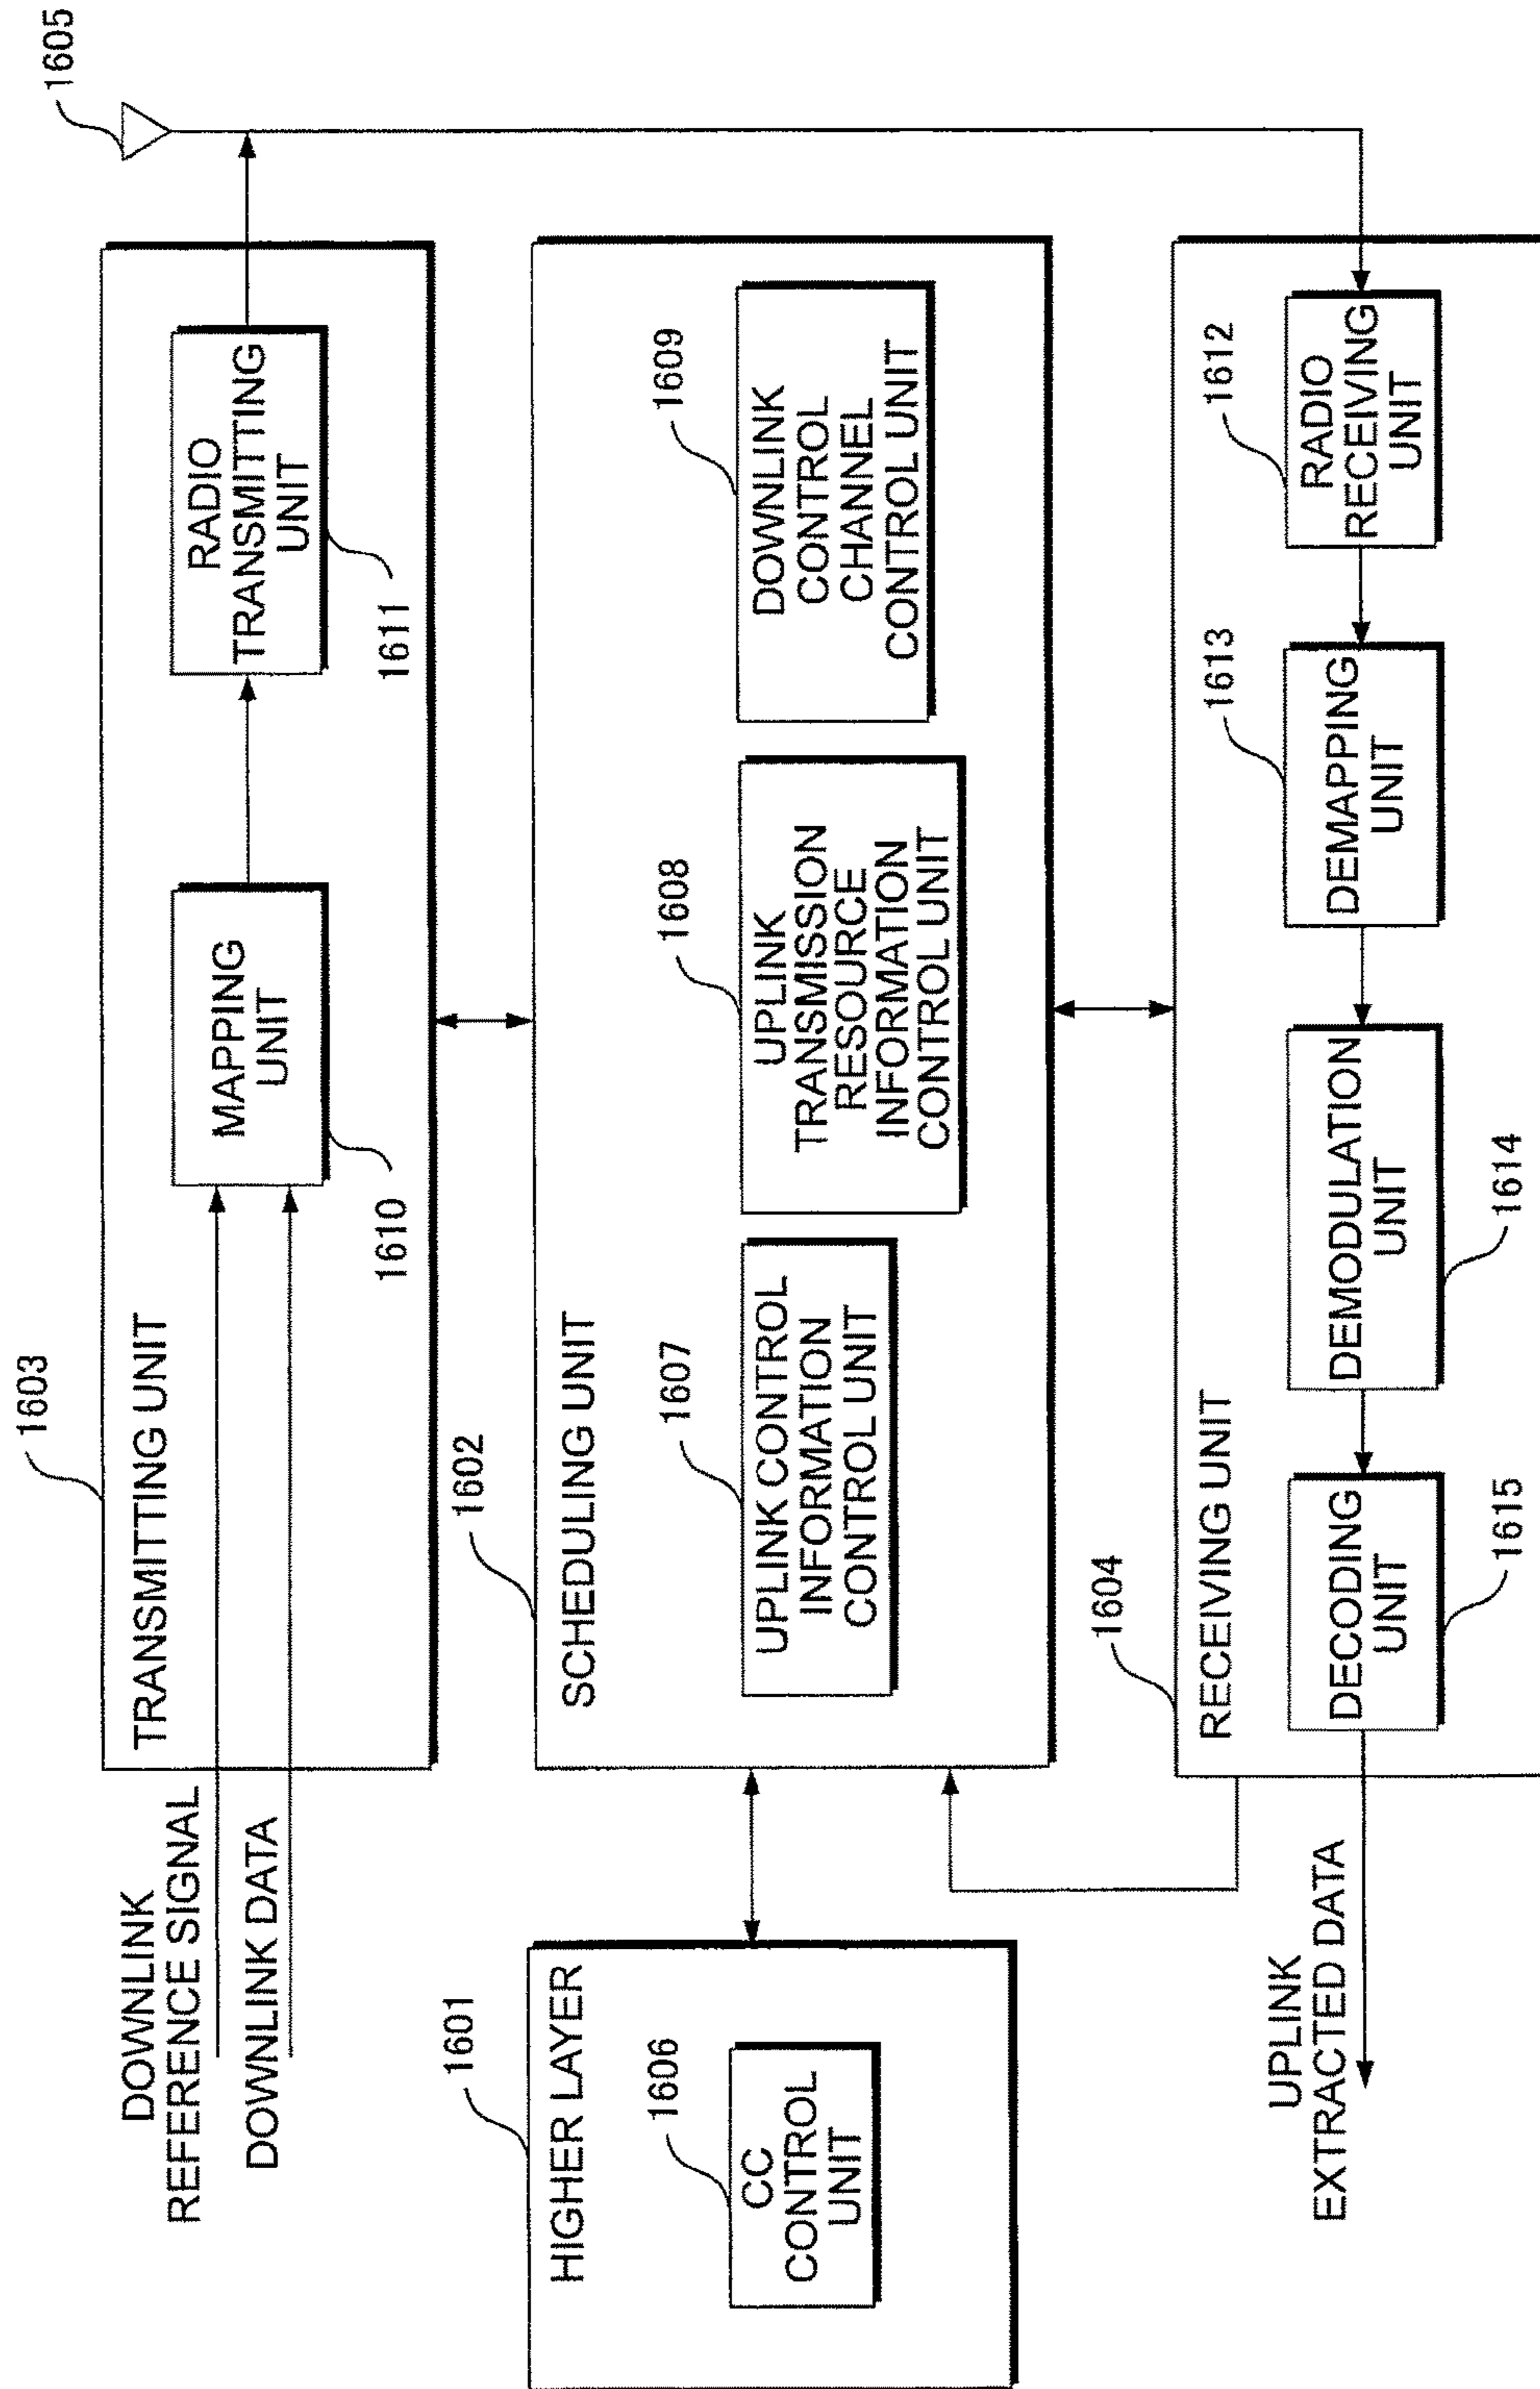 DOWNLINK
REFERENCE SIGNAL
DOWNLINK DATA
1603
TRANSMITTING UNIT
MAPPING
UNIT
1610
RADIO
TRANSMITTING
UNIT
1611
1605
1601
HIGHER LAYER
1606
CC
CONTROL
UNIT
1602
SCHEDULING UNIT
1607
UPLINK CONTROL
INFORMATION
CONTROL UNIT
1608
UPLINK
TRANSMISSION
RESOURCE
INFORMATION
CONTROL UNIT
1609
DOWNLINK
CONTROL
CHANNEL
CONTROL UNIT
1604
RECEIVING UNIT
UPLINK
EXTRACTED DATA
DECODING
UNIT
1615
DEMODULATION
UNIT
1614
1613
DEMAPPING
UNIT
1612
RADIO
RECEIVING
UNIT